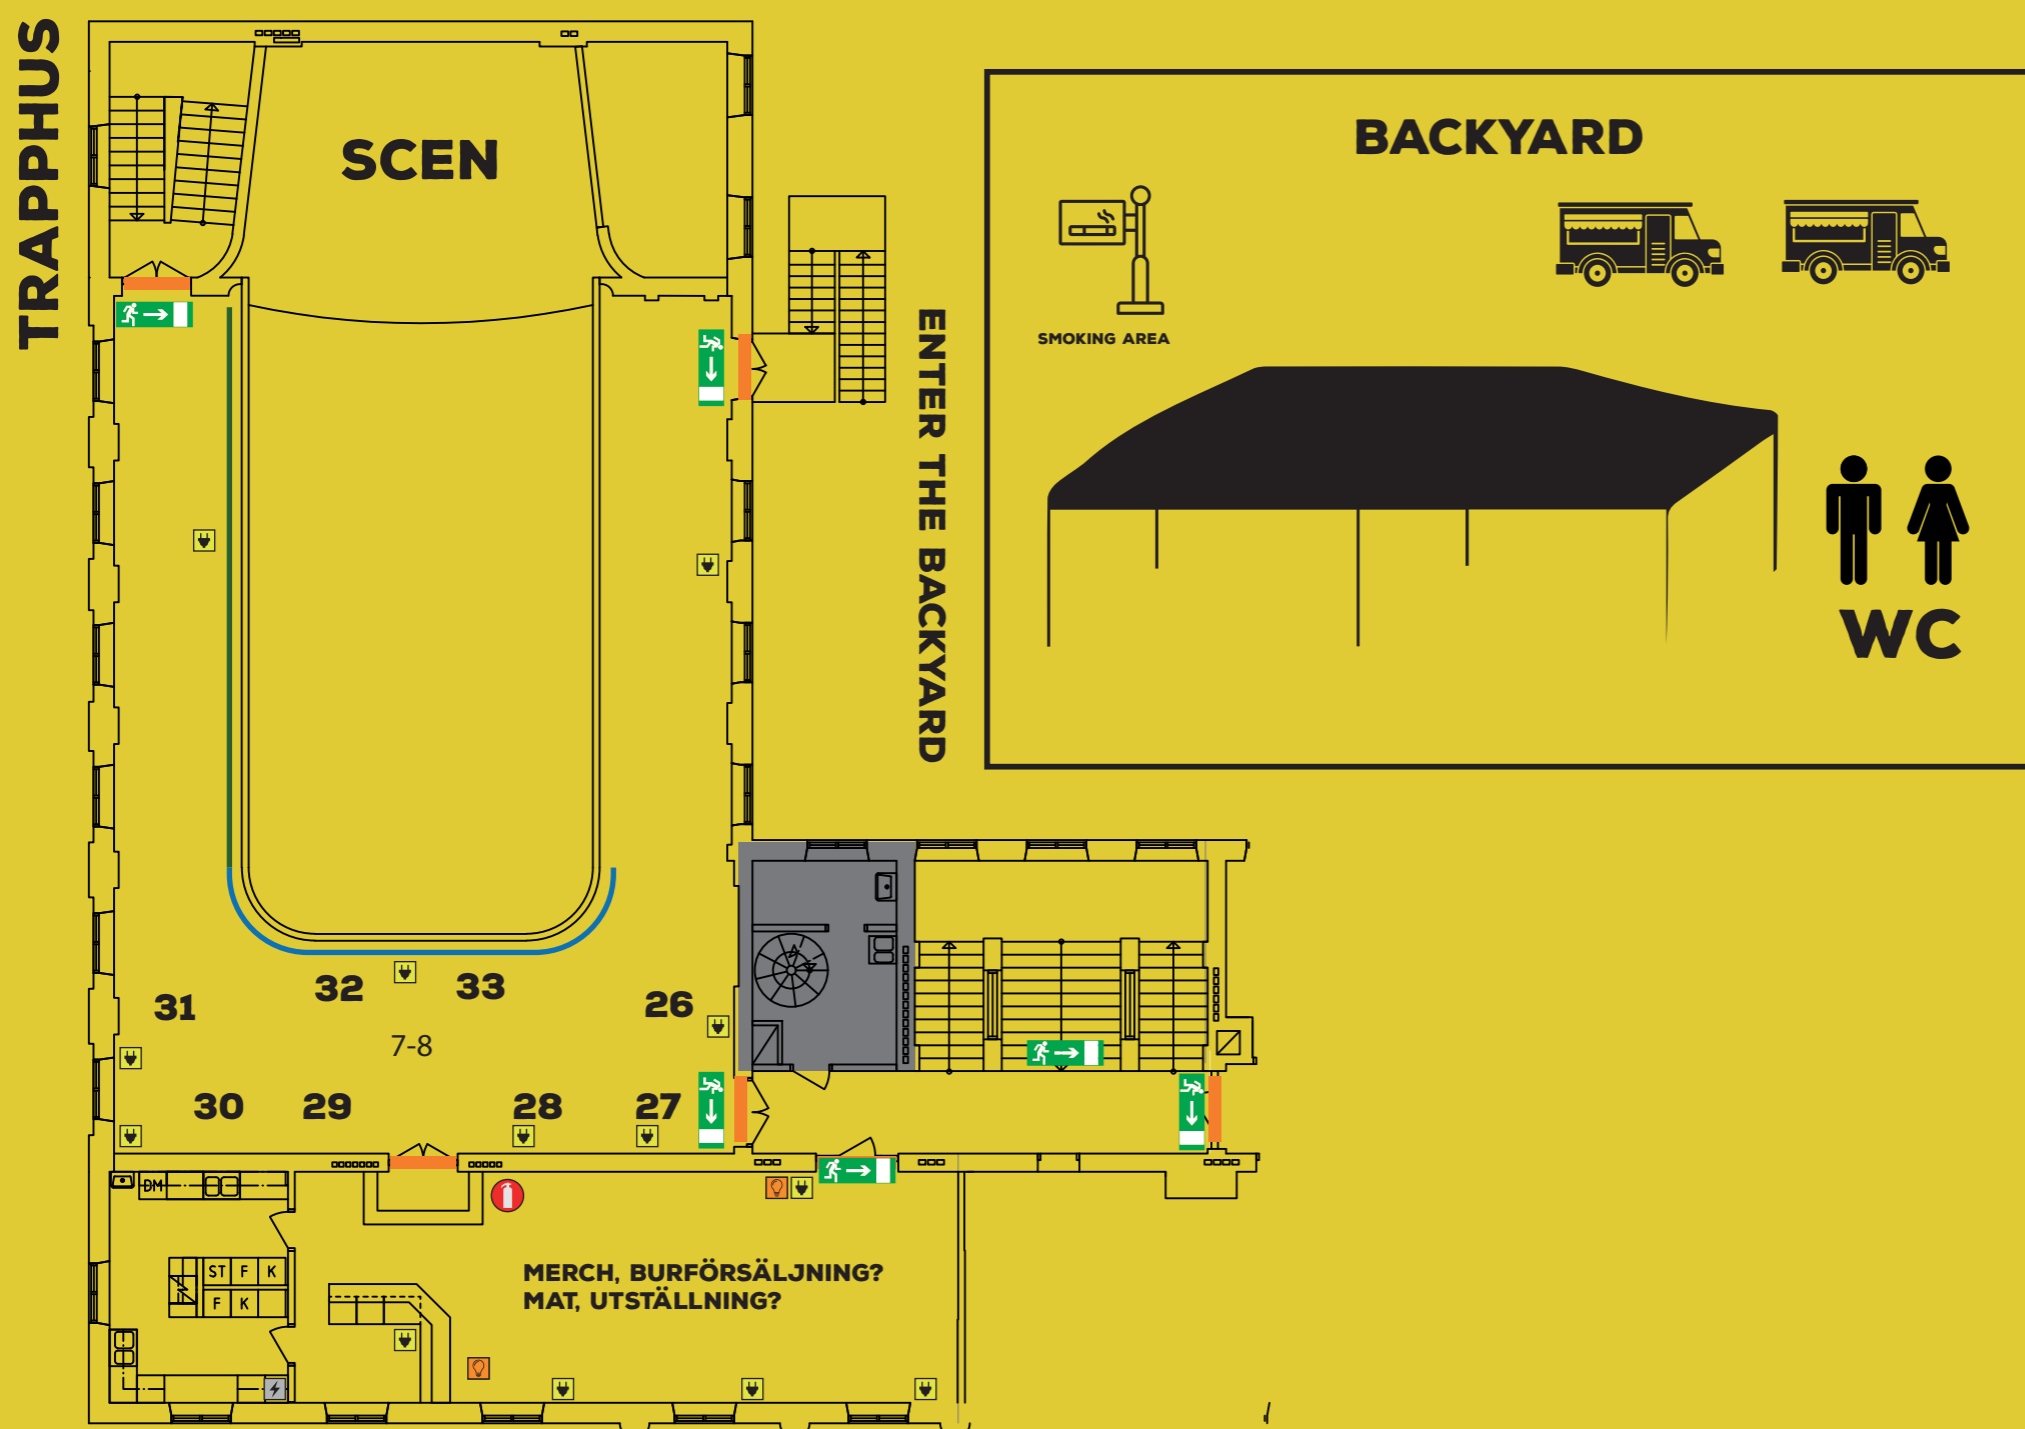 TRAPPHUS
SCEN
BACKYARD
SMOKING AREA
ENTER THE BACKYARD
WC
31
32
33
26
7-8
30
29
28
27
DM
ST F K
F K
MERCH, BURFÖRSÄLJNING?
MAT, UTSTÄLLNING?